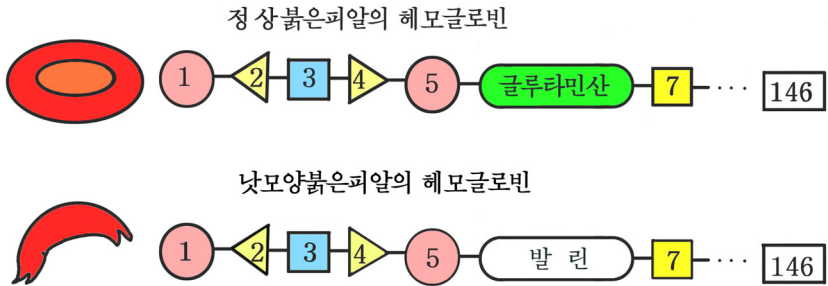 정상붉은피알의 헤모글로빈
1 2 3 4 5 글루타민산 7 ··· 146
낫모양붉은피알의 헤모글로빈
1 2 3 4 5 발린 7 ··· 146